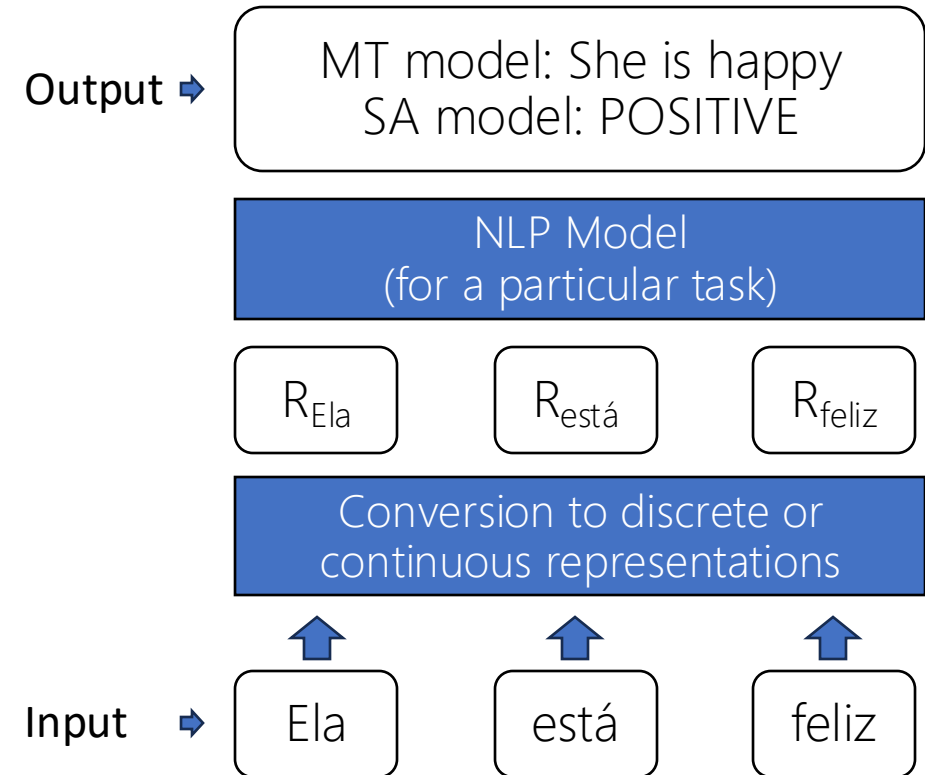 Output
MT model: She is happy
SA model: POSITIVE
NLP Model
(for a particular task)
R_Ela R_está R_feliz
Conversion to discrete or
continuous representations
Input
Ela está feliz